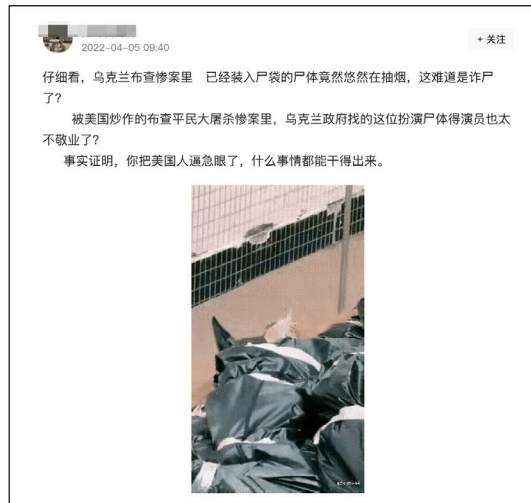 2022-04-05 09:40
+ 关注
仔细看，乌克兰布查惨案里 已经装入尸袋的尸体竟然悠然在抽烟，这难道是诈尸
了？
被美国炒作的布查平民大屠杀惨案里，乌克兰政府找的这位扮演尸体得演员也太
不敬业了？
事实证明，你把美国人逼急眼了，什么事情都能干得出来。